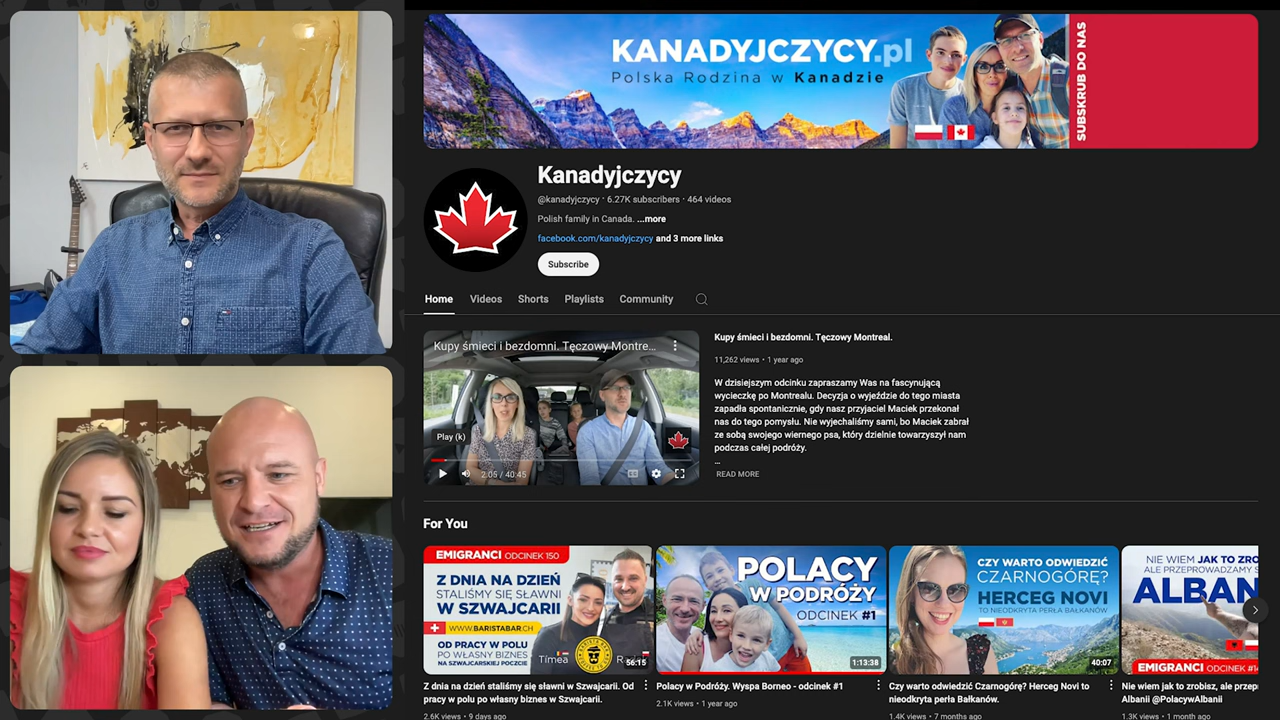 KANADYJCZYCY.pl
Polska Rodzina w Kanadzie
SUBSKRUB DO NAS
Kanadyjczycy
@kanadyjczycy · 6.27K subscribers · 464 videos
Polish family in Canada. ...more
facebook.com/kanadyjczycy and 3 more links
Subscribe
Home Videos Shorts Playlists Community
Kupy śmieci i bezdomni. Tęczowy Montre...
Play (k)
2:05 / 40:45
Kupy śmieci i bezdomni. Tęczowy Montreal.
11,262 views • 1 year ago
W dzisiejszym odcinku zapraszamy Was na fascynującą
wycieczkę po Montrealu. Decyzja o wyjeździe do tego miasta
zapadła spontanicznie, gdy nasz przyjaciel Maciek przekonał
nas do tego pomysłu. Nie wyjechaliśmy sami, bo Maciek zabrał
ze sobą swojego wiernego psa, który dzielnie towarzyszył nam
podczas całej podróży.
...
READ MORE
For You
EMIGRANCI ODCINEK 150
Z DNIA NA DZIEŃ
STALIŚMY SIĘ SŁAWNI
W SZWAJCARII
WWW.BARISTABAR.CH
OD PRACY W POLU
PO WŁASNY BIZNES
NA SZWAJCARSKIEJ POCZCIE
Timea
56:15
POLACY
W PODRÓŻY
ODCINEK #1
1:13:38
CZY WARTO ODWIEDZIĆ
CZARNOGÓRĘ?
HERCEG NOVI
TO NIEODKRYTA PERŁA BAŁKANÓW
40:07
NIE WIEM JAK TO ZRO
ALE PRZEPROWADZAMY S
ALBAN
EMIGRANCI ODCINEK #14
Z dnia na dzień staliśmy się sławni w Szwajcarii. Od
pracy w polu po własny biznes w Szwajcarii.
2.6K views • 9 days ago
Polacy w Podróży. Wyspa Borneo - odcinek #1
2.1K views • 1 year ago
Czy warto odwiedzić Czarnogórę? Herceg Novi to
nieodkryta perła Bałkanów.
1.4K views • 7 months ago
Nie wiem jak to zrobisz, ale przep
Albanii @PolacywAlbanii
1.3K views • 1 month ago